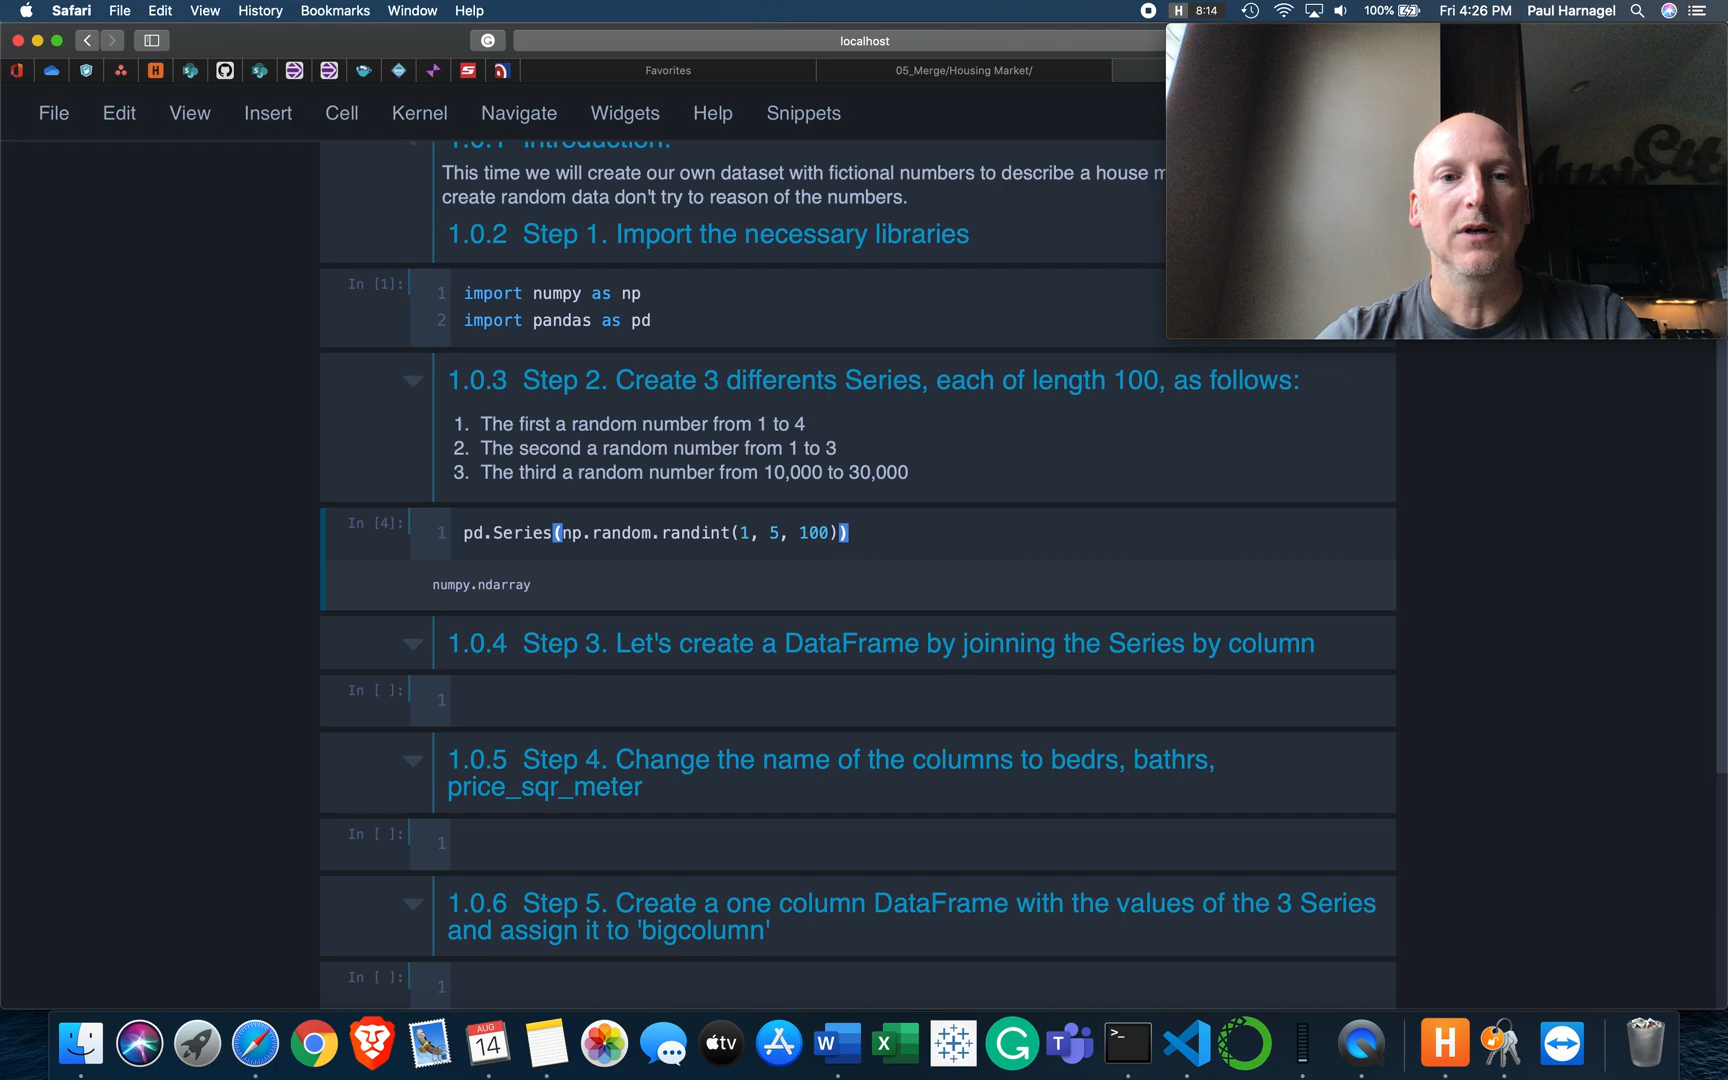 Safari File Edit View History Bookmarks Window Help
H 8:14 100% Fri 4:26 PM Paul Harnagel
localhost
Favorites
05_Merge/Housing Market/
File Edit View Insert Cell Kernel Navigate Widgets Help Snippets
1.0.1 Introduction:
This time we will create our own dataset with fictional numbers to describe a house m
create random data don't try to reason of the numbers.
1.0.2 Step 1. Import the necessary libraries
In [1]:
1 import numpy as np
2 import pandas as pd
1.0.3 Step 2. Create 3 differents Series, each of length 100, as follows:
1. The first a random number from 1 to 4
2. The second a random number from 1 to 3
3. The third a random number from 10,000 to 30,000
In [4]:
1 pd.Series(np.random.randint(1, 5, 100))
numpy.ndarray
1.0.4 Step 3. Let's create a DataFrame by joinning the Series by column
In [ ]:
1
1.0.5 Step 4. Change the name of the columns to bedrs, bathrs,
price_sqr_meter
In [ ]:
1
1.0.6 Step 5. Create a one column DataFrame with the values of the 3 Series
and assign it to 'bigcolumn'
In [ ]:
1
AUG
14
tv
W
X
G
T
>_
H